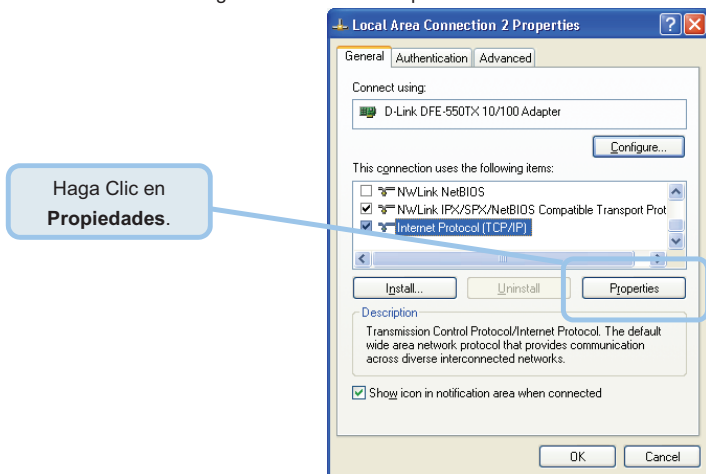 Local Area Connection 2 Properties
General Authentication Advanced
Connect using:
D-Link DFE-550TX 10/100 Adapter
Configure...
This connection uses the following items:
NWLink NetBIOS
NWLink IPX/SPX/NetBIOS Compatible Transport Prot
Internet Protocol (TCP/IP)
Haga Clic en
Propiedades.
Install... Uninstall Properties
Description
Transmission Control Protocol/Internet Protocol. The default
wide area network protocol that provides communication
across diverse interconnected networks.
Show icon in notification area when connected
OK Cancel